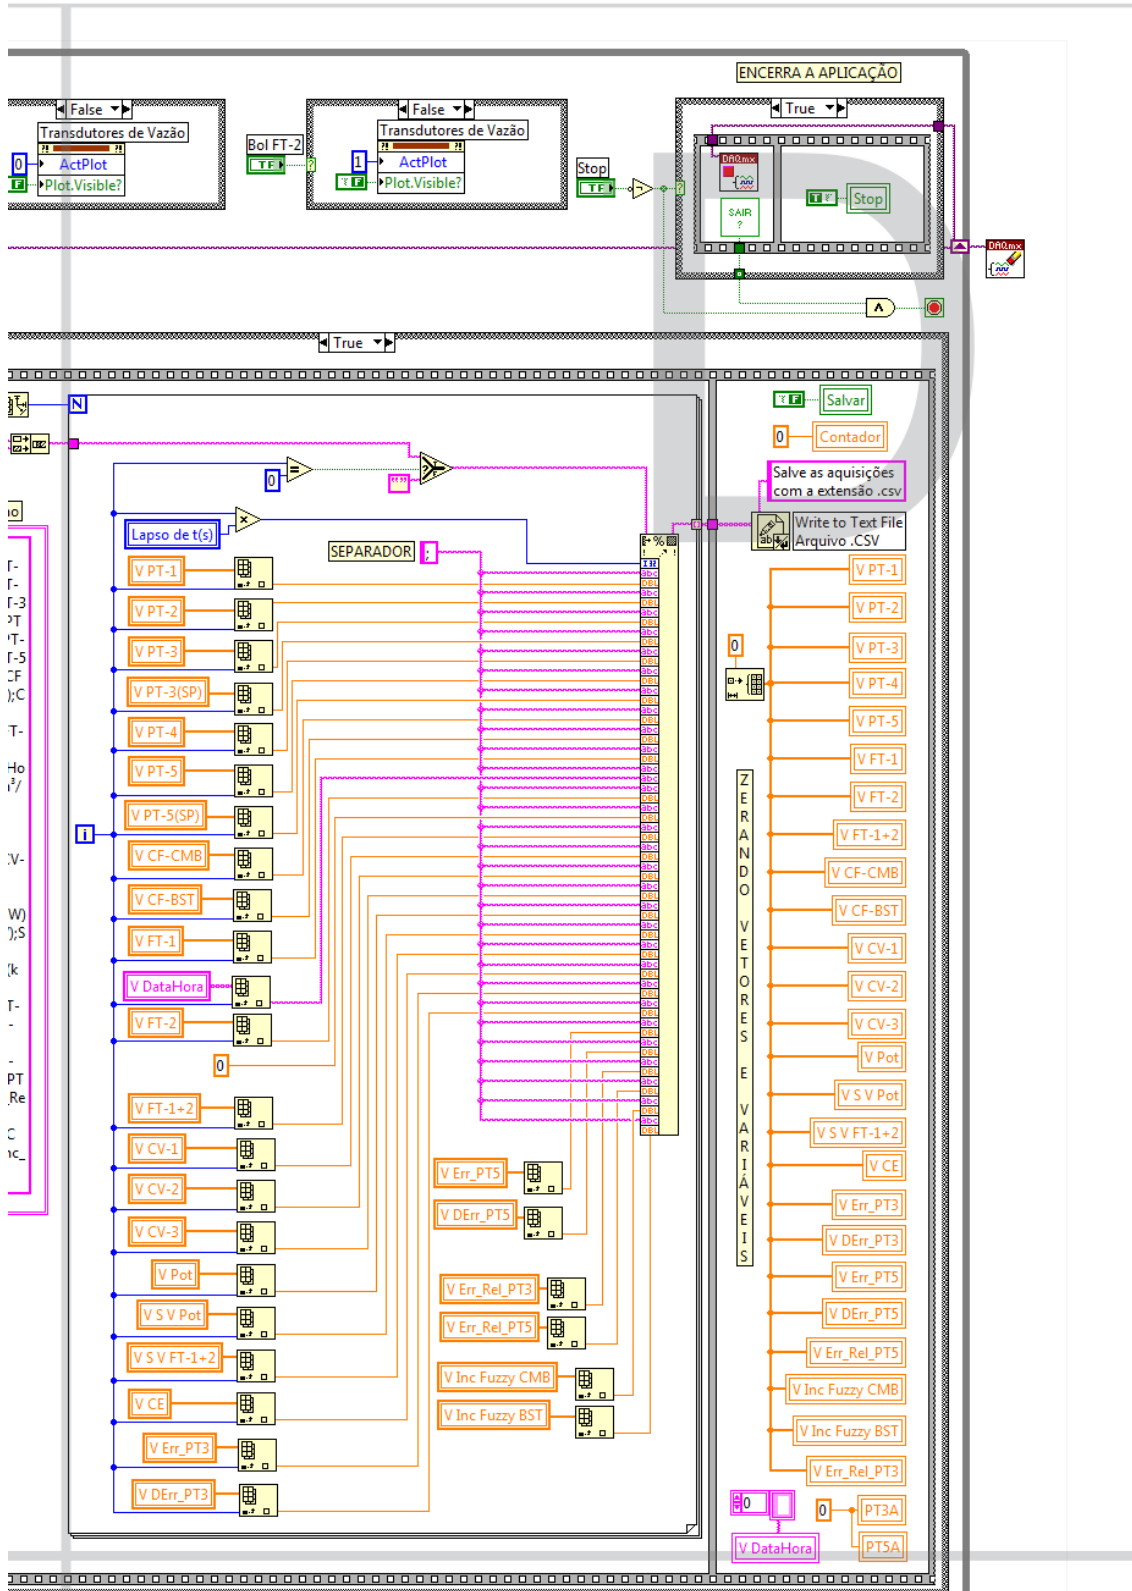 ENCERRA A APLICAÇÃO
False
False
True
Transdutores de Vazão
Transdutores de Vazão
Bol FT-2
TF
0
ActPlot
1
ActPlot
F
Plot.Visible?
F
Plot.Visible?
Stop
TF
DAQmx
SAIR
?
T
Stop
DAQmx
True
N
F
Salvar
0
Contador
0
=
?
Salve as aquisições
com a extensão .csv
x
Lapso de t(s)
SEPARADOR
;
Write to Text File
Arquivo .CSV
V PT-1
V PT-2
V PT-3
V PT-3(SP)
V PT-4
V PT-5
V PT-5(SP)
i
V CF-CMB
V CF-BST
V FT-1
V DataHora
V FT-2
0
V FT-1+2
V CV-1
V CV-2
V CV-3
V Pot
V S V Pot
V S V FT-1+2
V CE
V Err_PT3
V DErr_PT3
V Err_PT5
V DErr_PT5
V Err_Rel_PT3
V Err_Rel_PT5
V Inc Fuzzy CMB
V Inc Fuzzy BST
0
ZERANDO VETORES E VARIÁVEIS
V PT-1
V PT-2
V PT-3
V PT-4
V PT-5
V FT-1
V FT-2
V FT-1+2
V CF-CMB
V CF-BST
V CV-1
V CV-2
V CV-3
V Pot
V S V Pot
V S V FT-1+2
V CE
V Err_PT3
V DErr_PT3
V Err_PT5
V DErr_PT5
V Err_Rel_PT5
V Inc Fuzzy CMB
V Inc Fuzzy BST
V Err_Rel_PT3
0
V DataHora
0
PT3A
PT5A